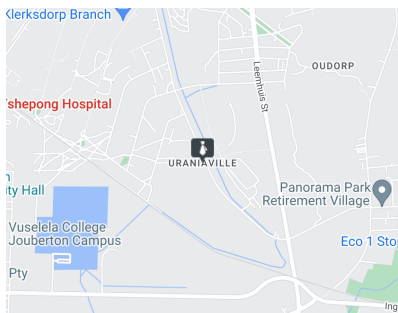 Klerksdorp Branch
OUDORP
Leemhuis St
Tshepong Hospital
URANIAVILLE
ity Hall
Panorama Park
Retirement Village
Vuselela College
Jouberton Campus
Eco 1 Sto
Pty
Ing